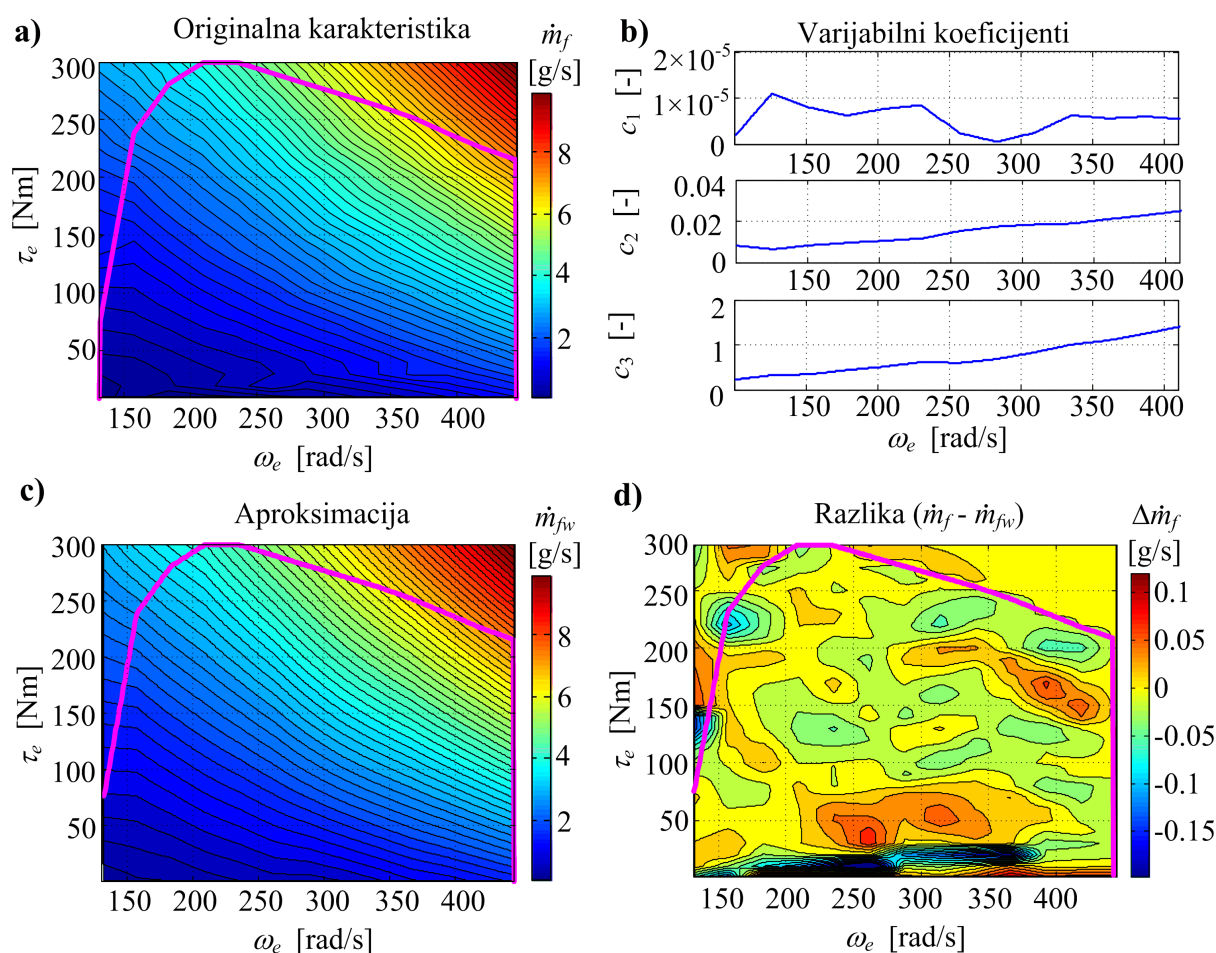 a)
Originalna karakteristika
ṁf
[g/s]
300
250
200
150
100
50
τe [Nm]
150 200 250 300 350 400
ωe [rad/s]
8
6
4
2
b)
Varijabilni koeficijenti
2×10-5
1×10-5
0
c1 [-]
150 200 250 300 350 400
0.04
0.02
0
c2 [-]
150 200 250 300 350 400
2
1
0
c3 [-]
150 200 250 300 350 400
ωe [rad/s]
c)
Aproksimacija
ṁfw
[g/s]
300
250
200
150
100
50
τe [Nm]
150 200 250 300 350 400
ωe [rad/s]
8
6
4
2
d)
Razlika (ṁf - ṁfw)
Δṁf
[g/s]
300
250
200
150
100
50
τe [Nm]
150 200 250 300 350 400
ωe [rad/s]
0.1
0.05
0
-0.05
-0.1
-0.15